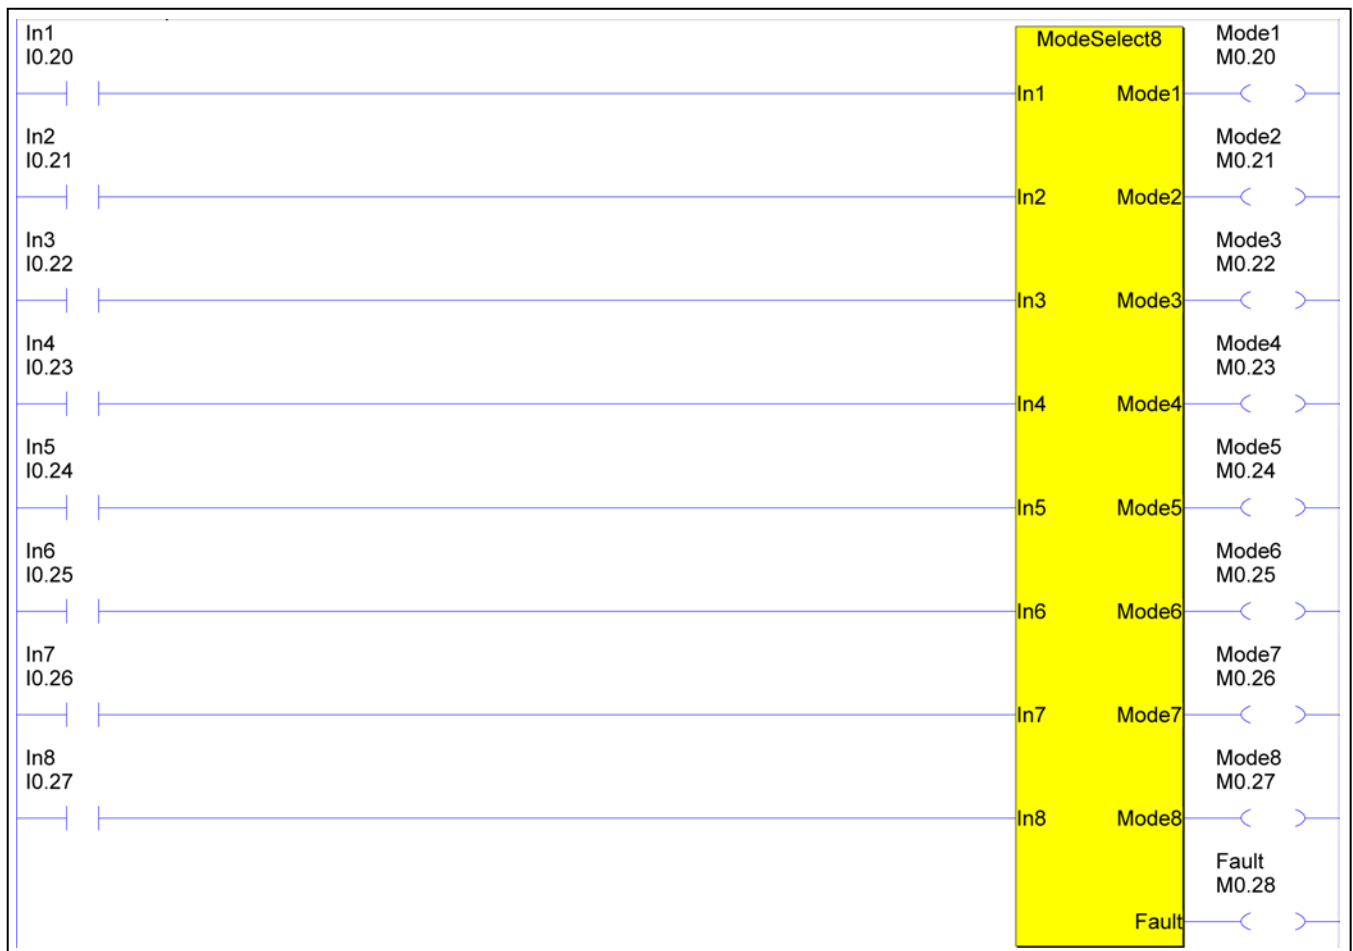 In1
I0.20
ModeSelect8
Mode1
M0.20
In1 Mode1
In2
I0.21
Mode2
M0.21
In2 Mode2
In3
I0.22
Mode3
M0.22
In3 Mode3
In4
I0.23
Mode4
M0.23
In4 Mode4
In5
I0.24
Mode5
M0.24
In5 Mode5
In6
I0.25
Mode6
M0.25
In6 Mode6
In7
I0.26
Mode7
M0.26
In7 Mode7
In8
I0.27
Mode8
M0.27
In8 Mode8
Fault
M0.28
Fault